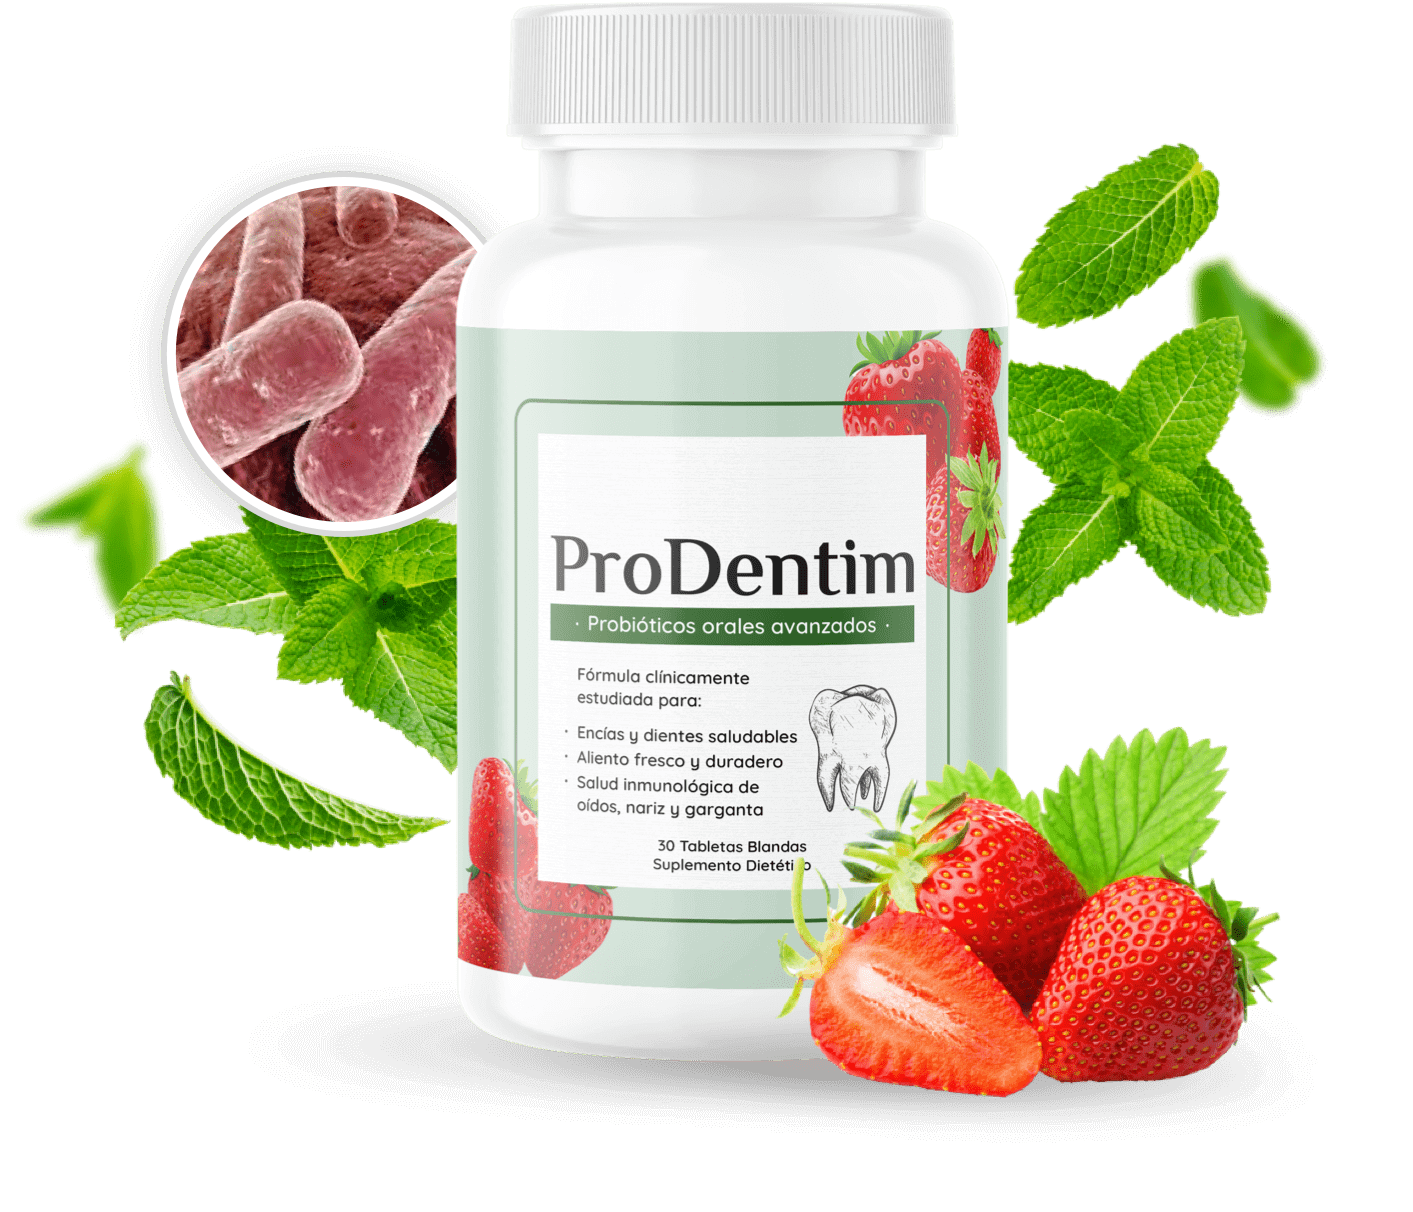 ProDentim
· Probióticos orales avanzados ·
Fórmula clínicamente
estudiada para:
· Encías y dientes saludables
· Aliento fresco y duradero
· Salud inmunológica de
oídos, nariz y garganta
30 Tabletas Blandas
Suplemento Dietético